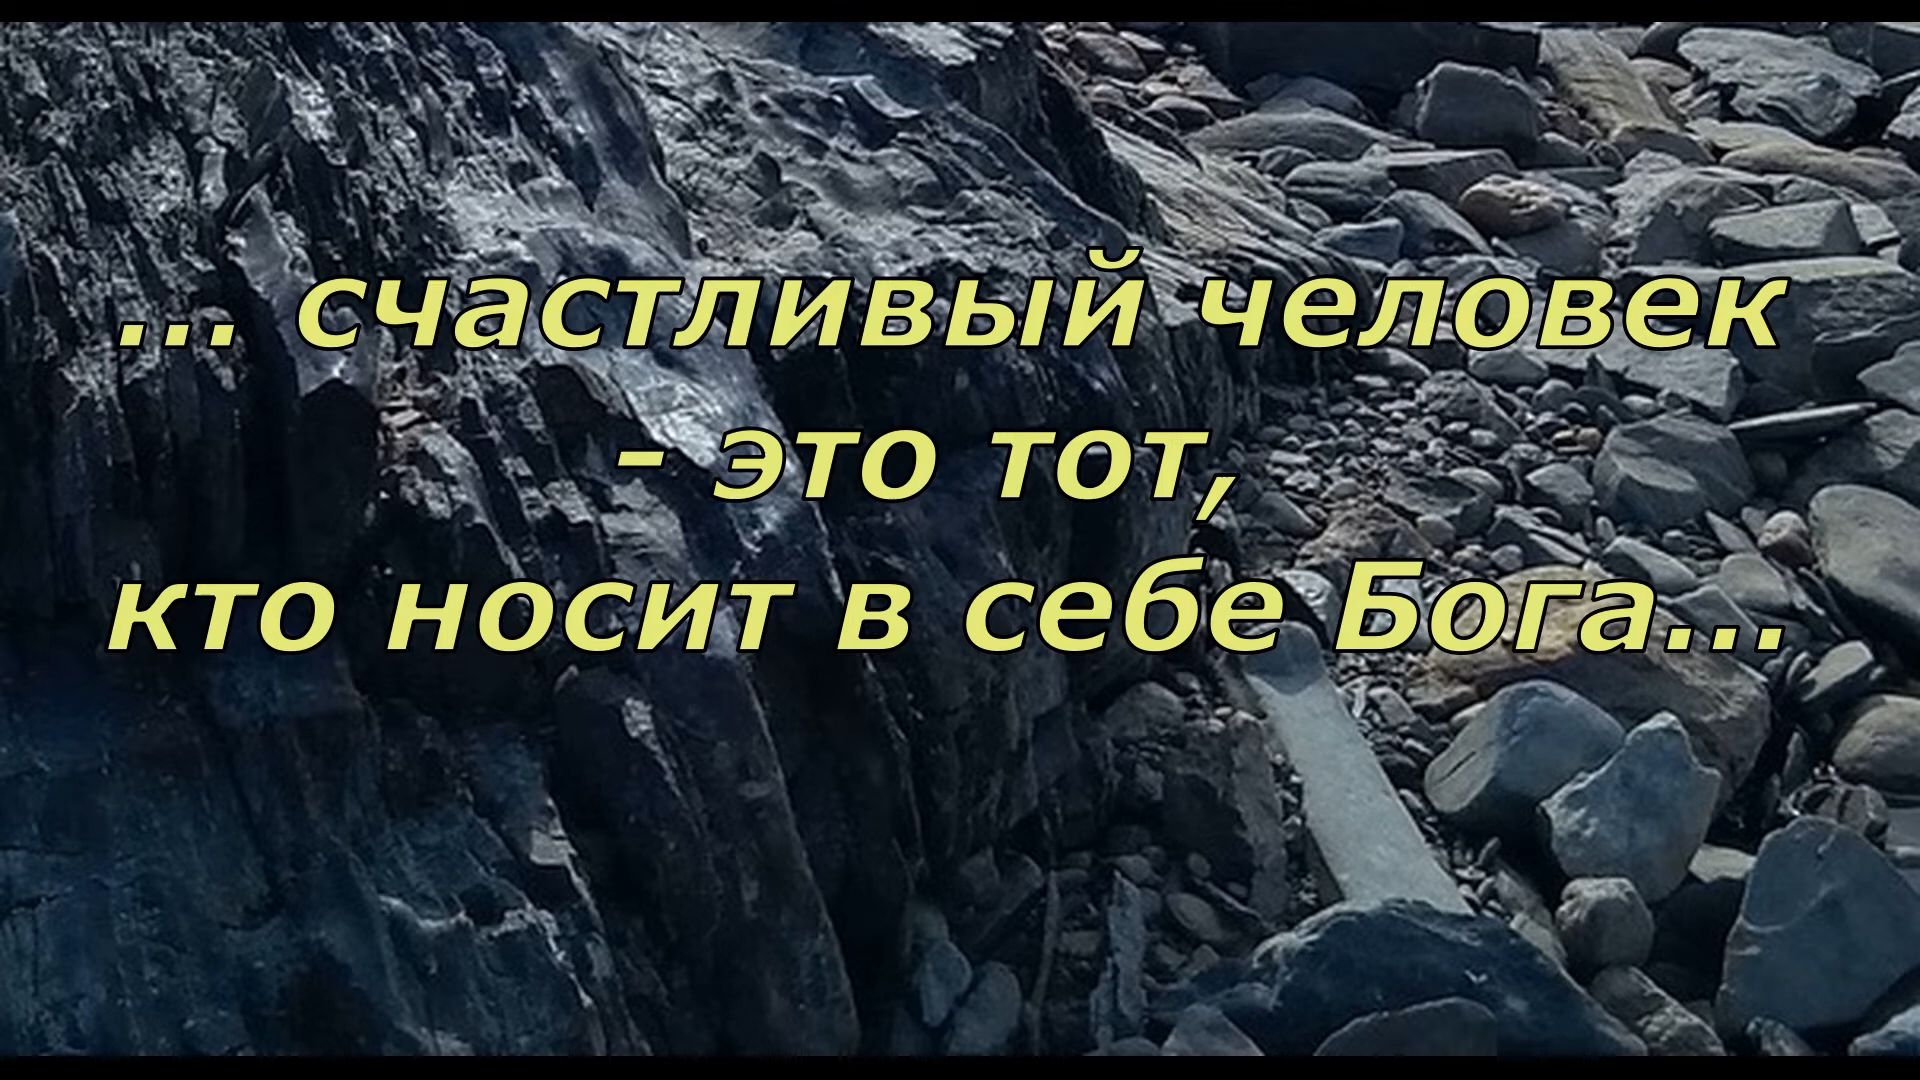 ... счастливый человек
- это тот,
кто носит в себе Бога...